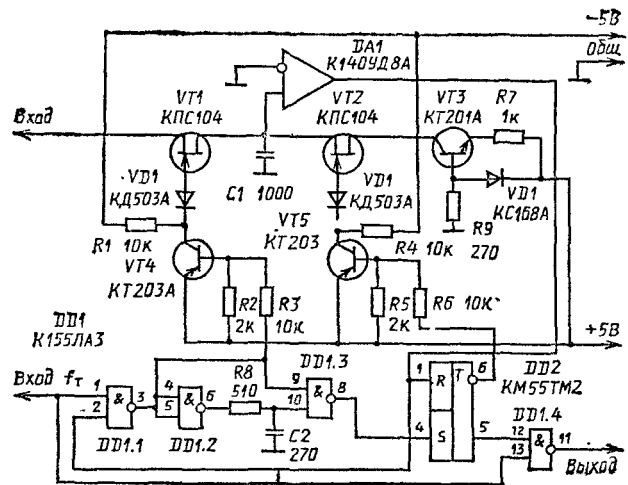 -5В
DA1
К140УД8А
Общ
VT1
КПС104
VT2
КПС104
VT3
КТ201А
R7
1к
Вход
VD1
КД503А
C1 1000
VD1
КД503А
VD1
КС168А
R1 10к
VT5
КТ203
R4 10к
R9
270
VT4
КТ203А
R2
2к
R3
10к
R5
2к
R6 10к
DD1
К155ЛА3
+5В
Вход fт
R8
510
DD1.3
DD2
КМ55ТМ2
1
2
&
3
4
5
&
6
9
10
&
8
1
R
T
6
4
S
5
DD1.4
12
13
&
11
DD1.1
DD1.2
C2
270
Выход